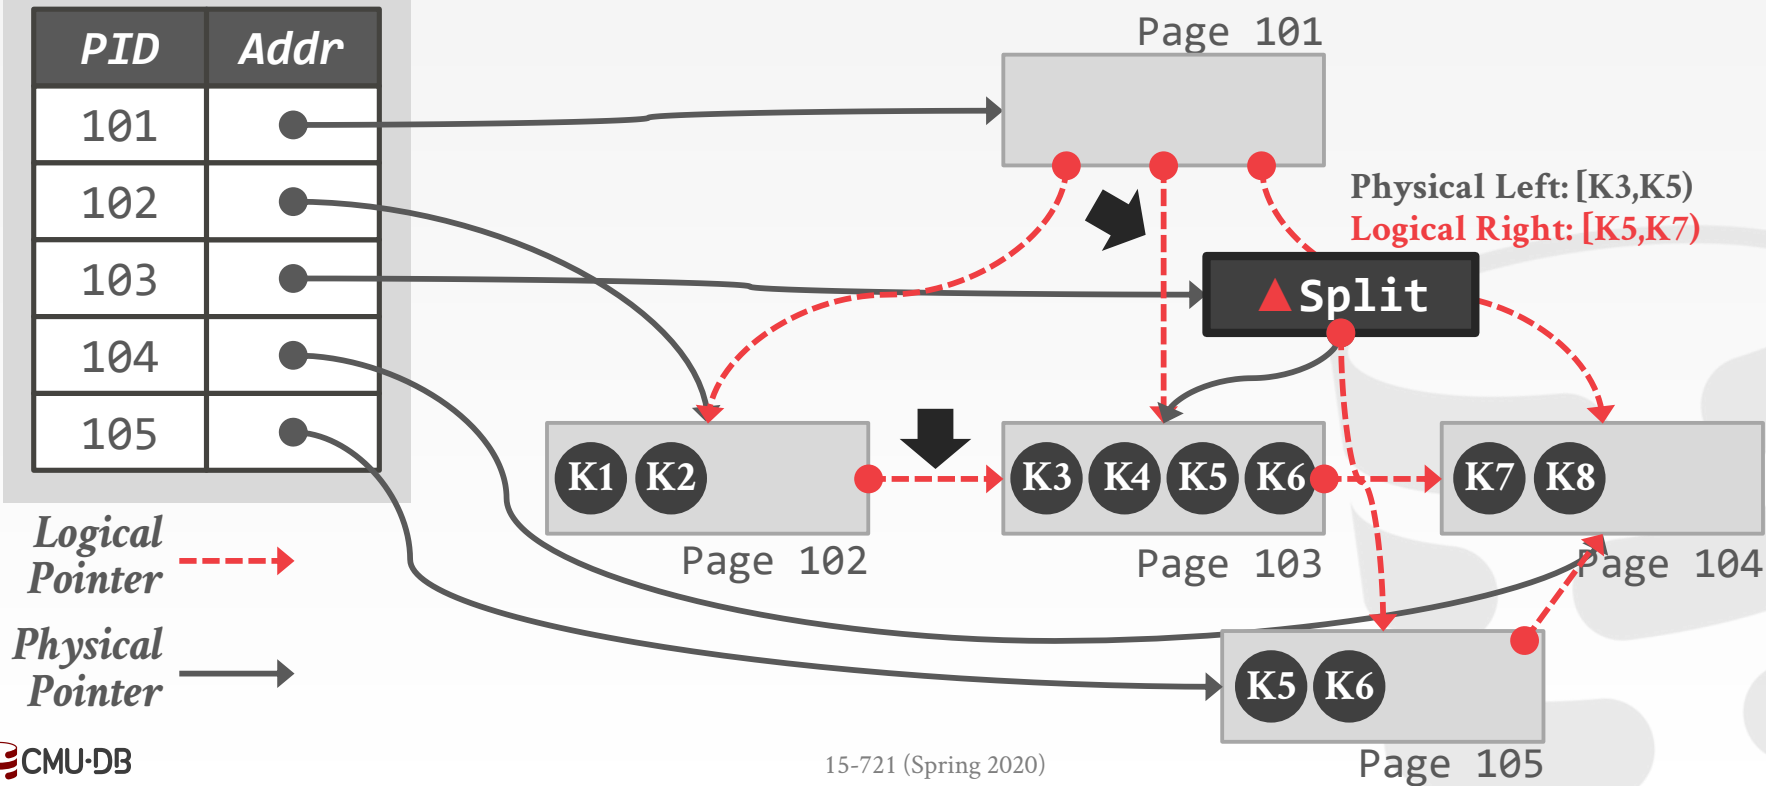 PID Addr
101
102
103
104
105
Logical
Pointer
Physical
Pointer
Page 101
Physical Left: [K3,K5)
Logical Right: [K5,K7)
▲Split
K1 K2
Page 102
K3 K4 K5 K6
Page 103
K7 K8
Page 104
K5 K6
Page 105
CMU·DB
15-721 (Spring 2020)